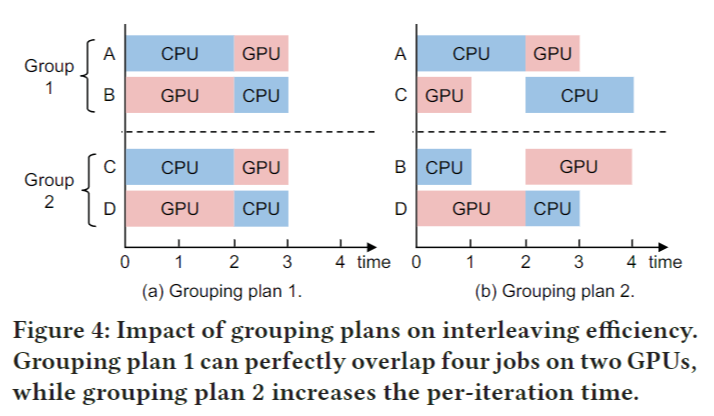 Group
1
A CPU GPU
B GPU CPU
Group
2
C CPU GPU
D GPU CPU
0 1 2 3 4 time
(a) Grouping plan 1.
A CPU GPU
C GPU CPU
B CPU GPU
D GPU CPU
0 1 2 3 4 time
(b) Grouping plan 2.
Figure 4: Impact of grouping plans on interleaving efficiency.
Grouping plan 1 can perfectly overlap four jobs on two GPUs,
while grouping plan 2 increases the per-iteration time.